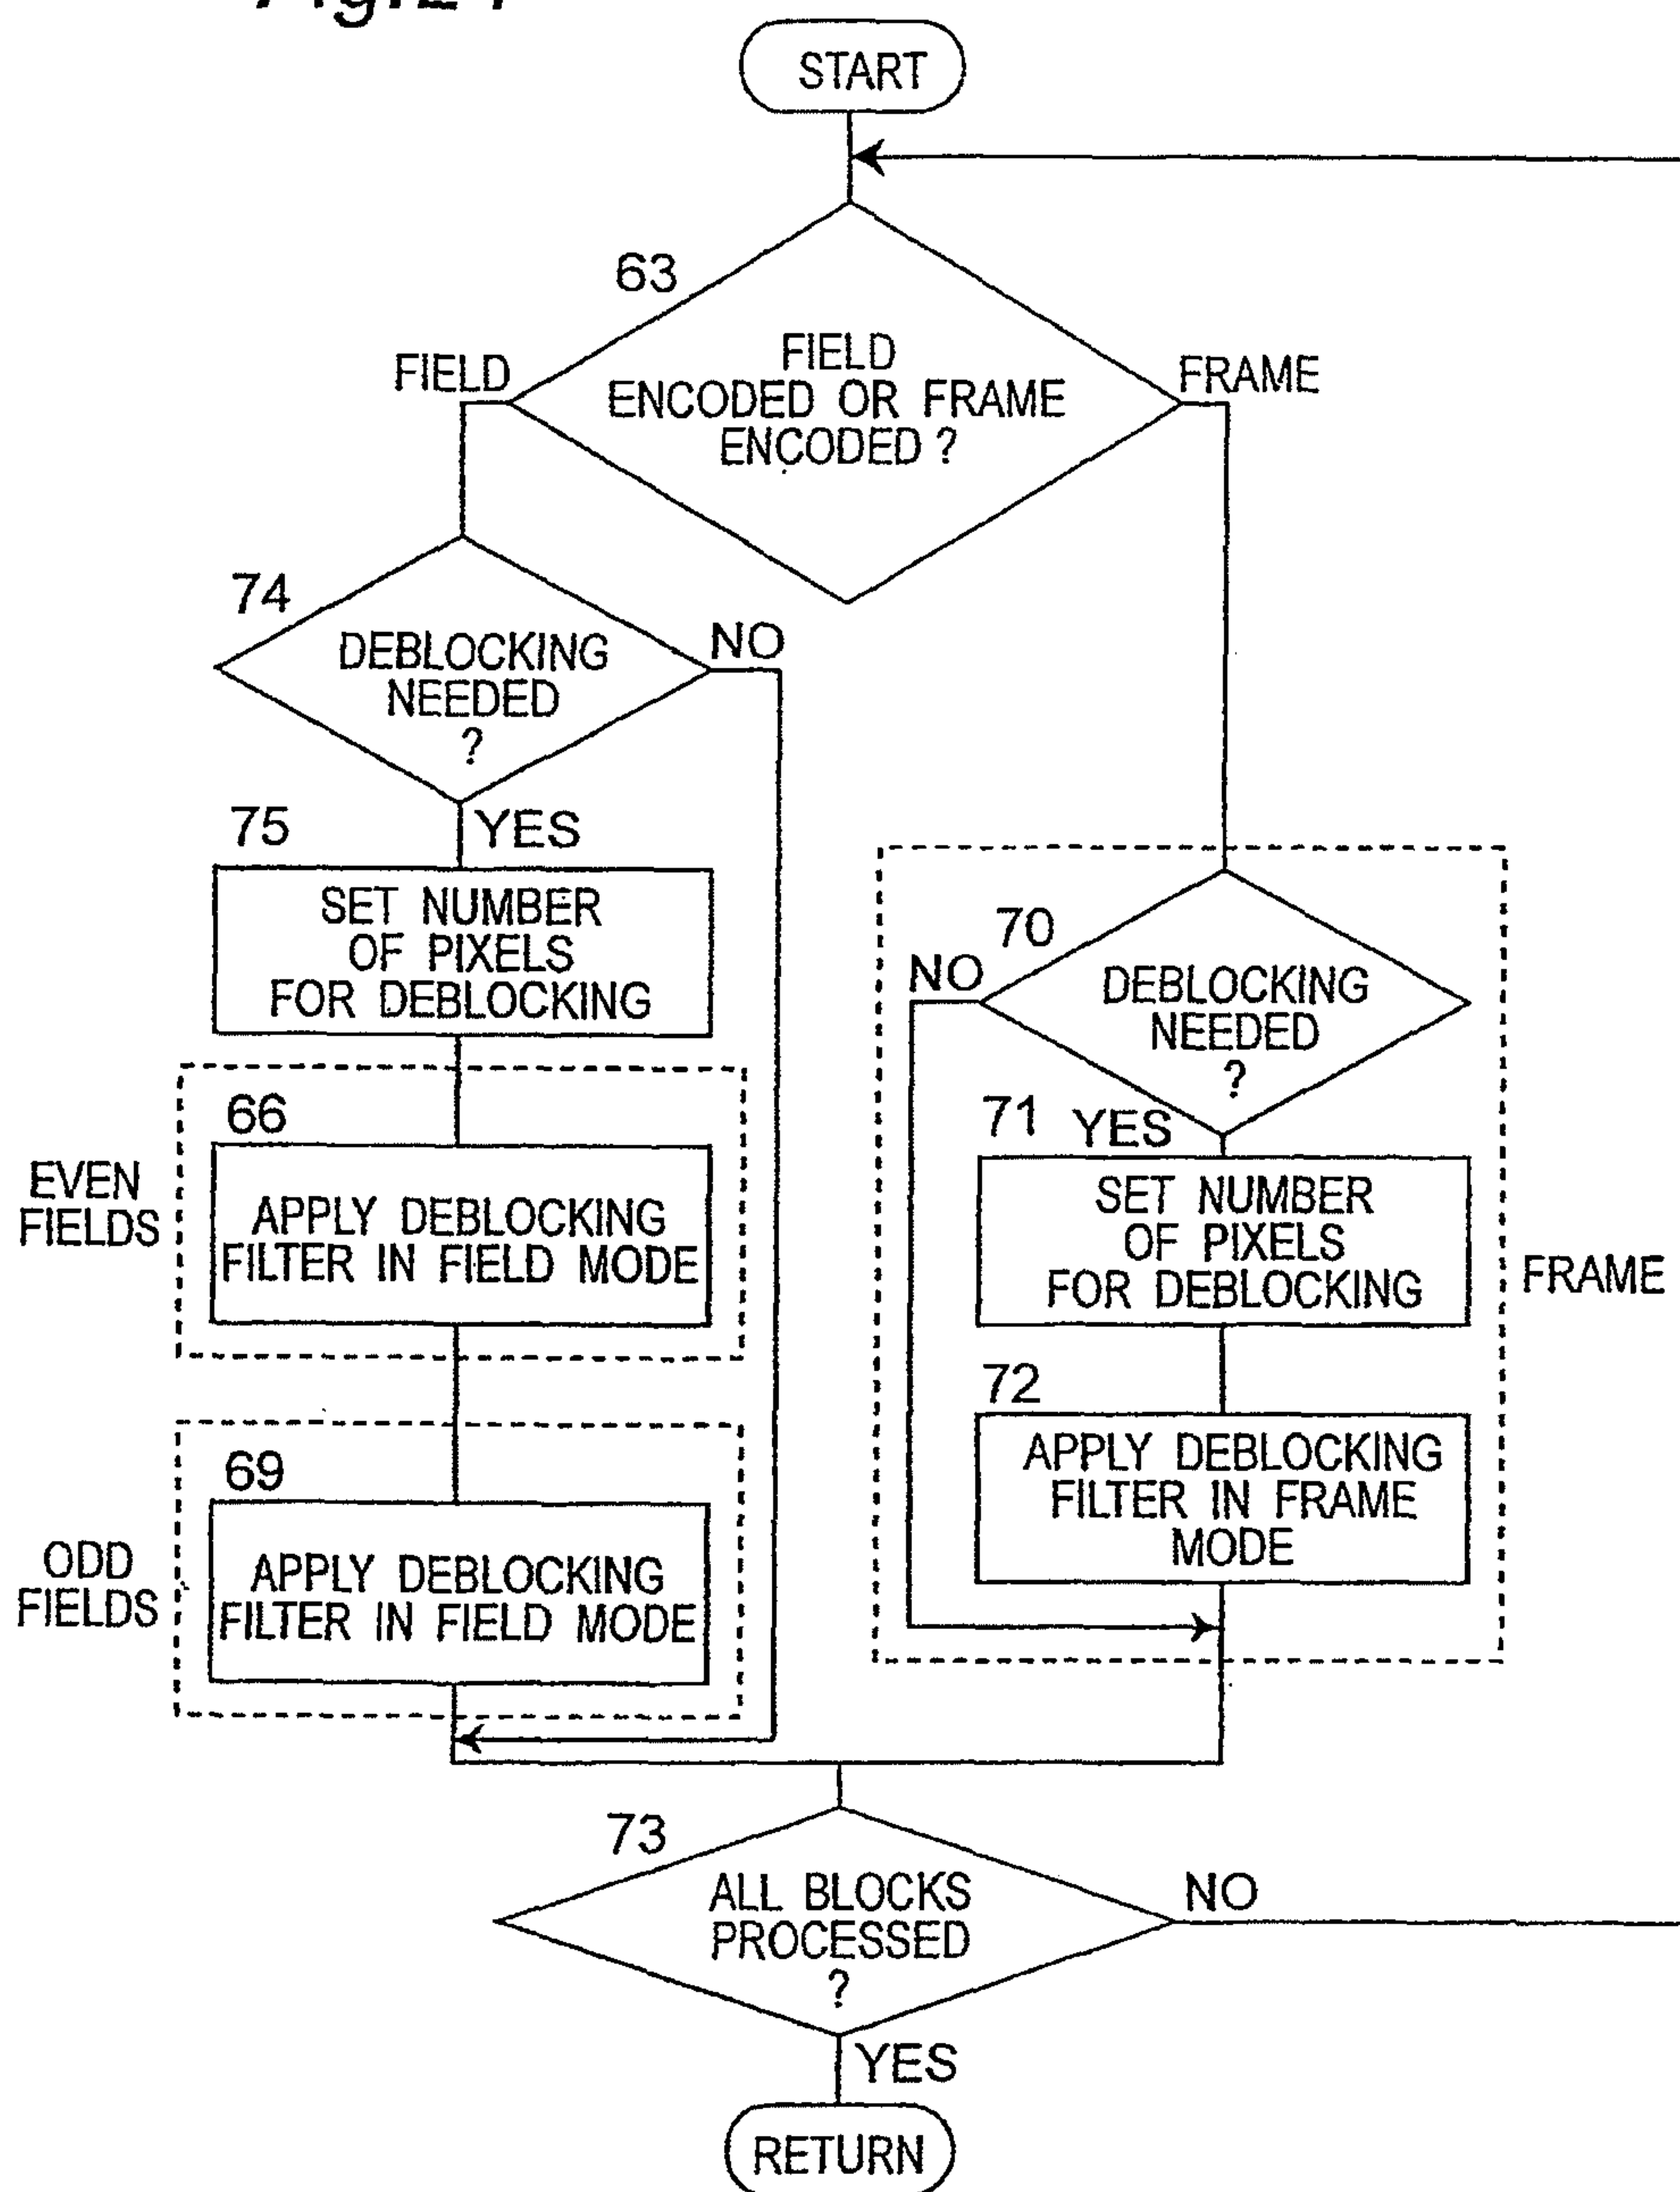 START
63
FIELD
ENCODED OR FRAME
ENCODED ?
FIELD
FRAME
74
DEBLOCKING
NEEDED
?
NO
YES
75
SET NUMBER
OF PIXELS
FOR DEBLOCKING
EVEN
FIELDS
66
APPLY DEBLOCKING
FILTER IN FIELD MODE
ODD
FIELDS
69
APPLY DEBLOCKING
FILTER IN FIELD MODE
70
NO
DEBLOCKING
NEEDED
?
71
YES
SET NUMBER
OF PIXELS
FOR DEBLOCKING
FRAME
72
APPLY DEBLOCKING
FILTER IN FRAME
MODE
73
ALL BLOCKS
PROCESSED
?
NO
YES
RETURN